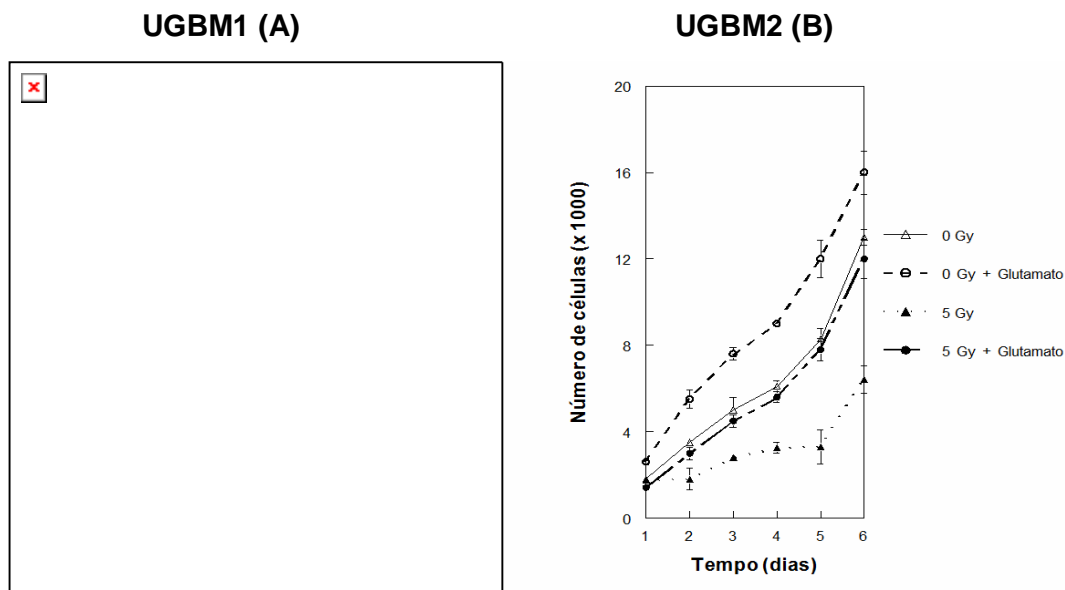 UGBM1 (A)
UGBM2 (B)
20
16
12
8
4
0
Número de células (x 1000)
1 2 3 4 5 6
Tempo (dias)
0 Gy
0 Gy + Glutamato
5 Gy
5 Gy + Glutamato